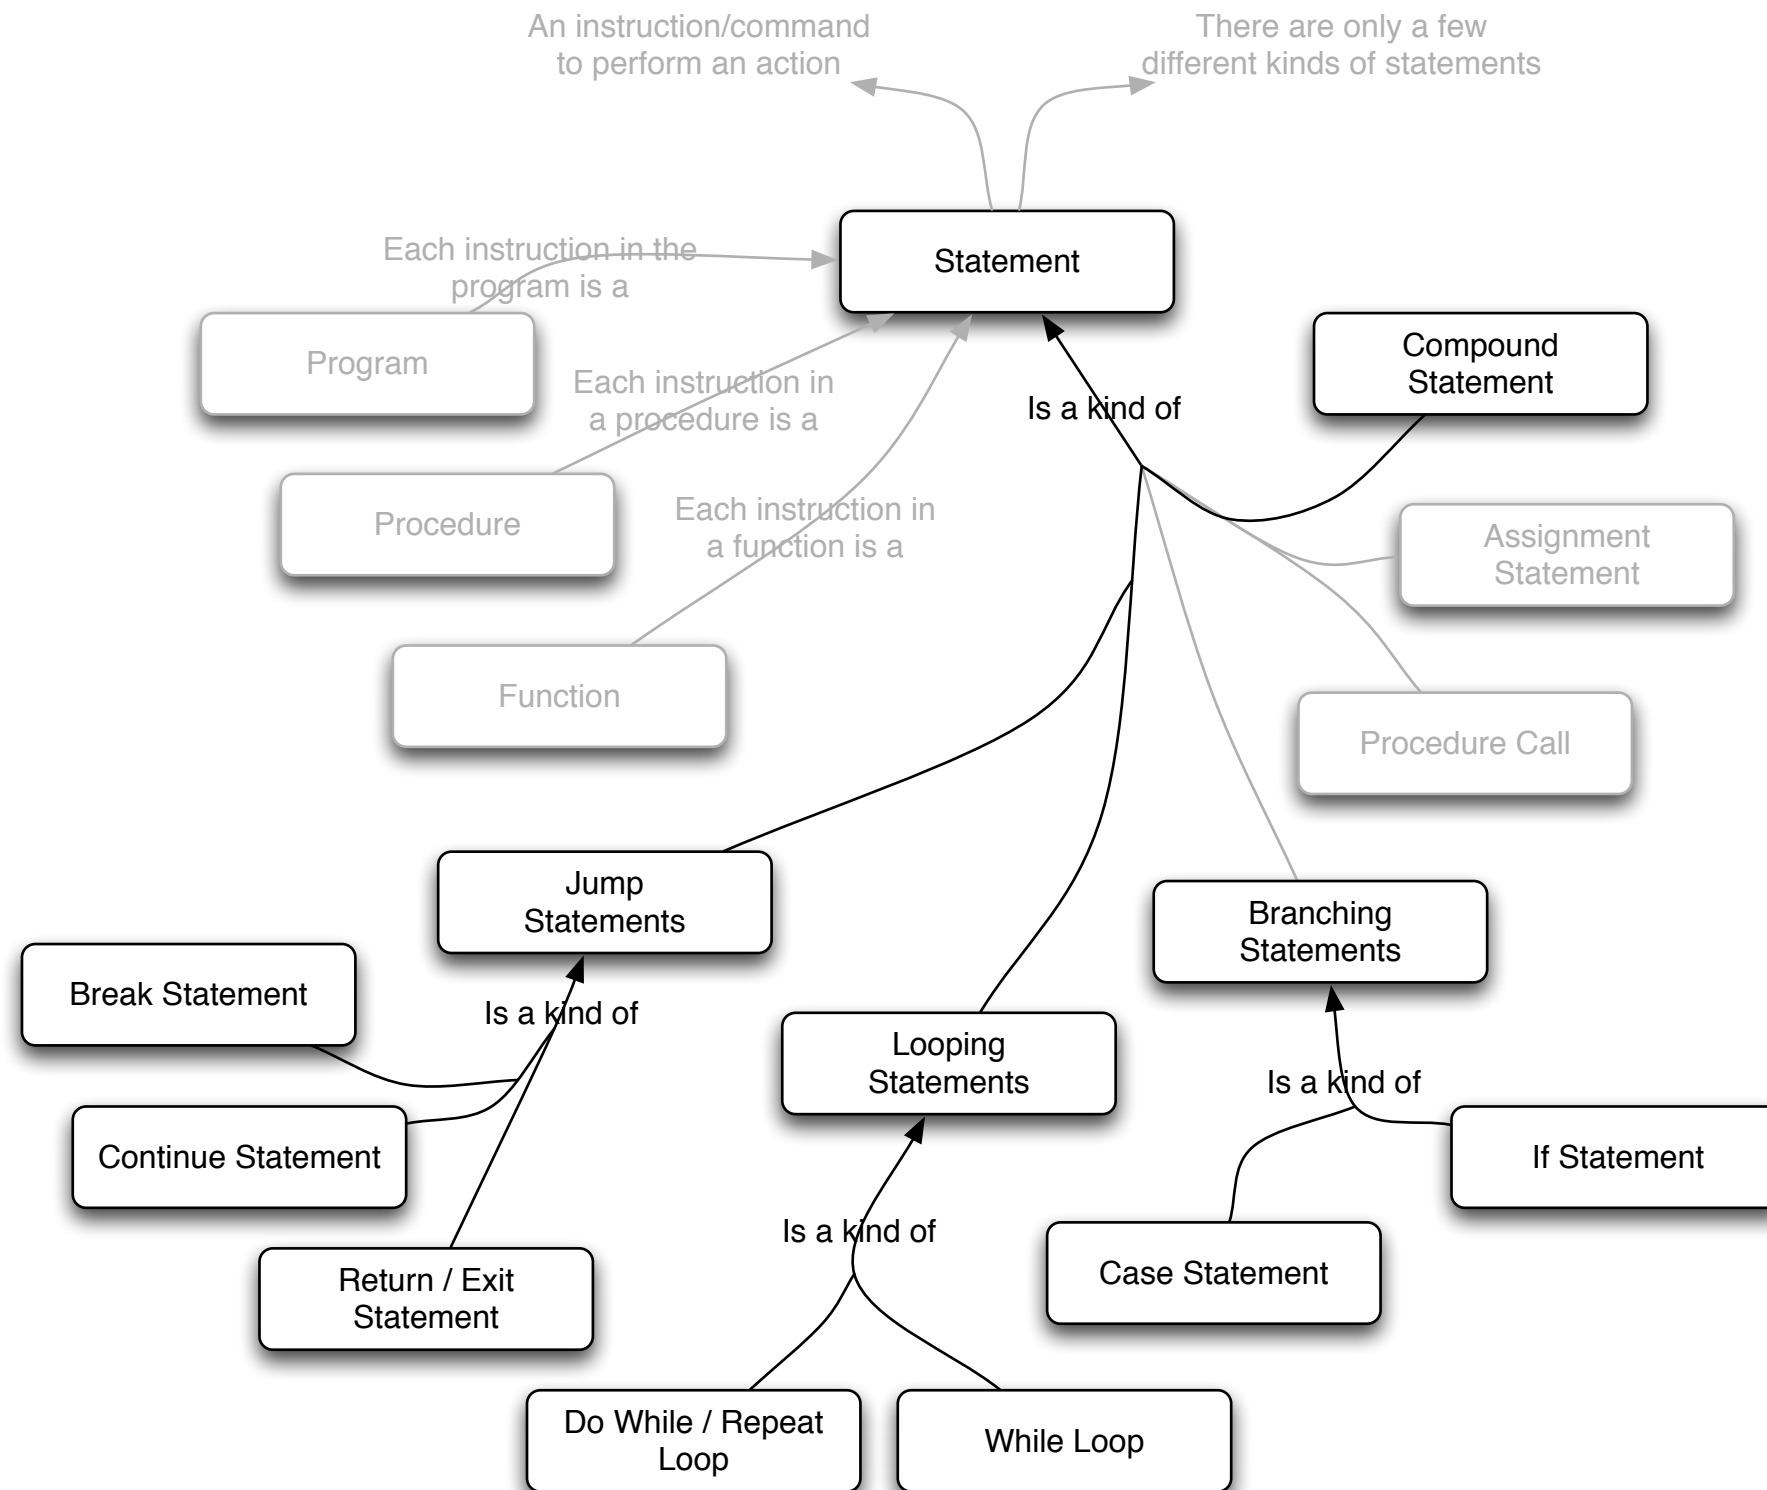 An instruction/command
to perform an action
There are only a few
different kinds of statements
Statement
Each instruction in the
program is a
Program
Compound
Statement
Each instruction in
a procedure is a
Is a kind of
Procedure
Each instruction in
a function is a
Assignment
Statement
Function
Procedure Call
Jump
Statements
Branching
Statements
Break Statement
Is a kind of
Looping
Statements
Is a kind of
Continue Statement
If Statement
Is a kind of
Return / Exit
Statement
Case Statement
Do While / Repeat
Loop
While Loop